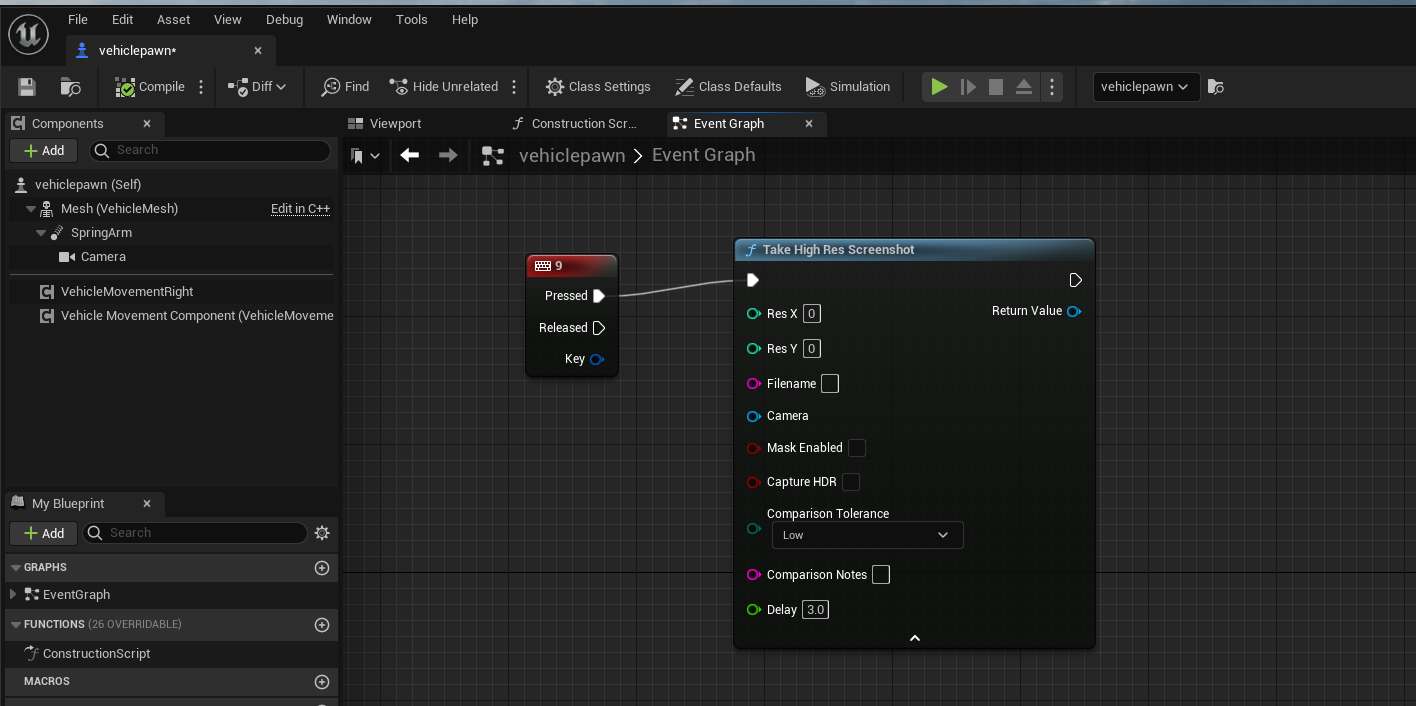 File Edit Asset View Debug Window Tools Help
vehiclepawn*
Compile Diff Find Hide Unrelated Class Settings Class Defaults Simulation vehiclepawn
Components
Viewport Construction Scr... Event Graph
Add Search
vehiclepawn > Event Graph
vehiclepawn (Self)
Mesh (VehicleMesh) Edit in C++
SpringArm
Camera
VehicleMovementRight
Vehicle Movement Component (VehicleMoveme
9
Pressed
Released
Key
Take High Res Screenshot
Res X 0
Return Value
Res Y 0
Filename
Camera
Mask Enabled
Capture HDR
Comparison Tolerance
Low
Comparison Notes
Delay 3.0
My Blueprint
Add Search
GRAPHS
EventGraph
FUNCTIONS (26 OVERRIDABLE)
ConstructionScript
MACROS